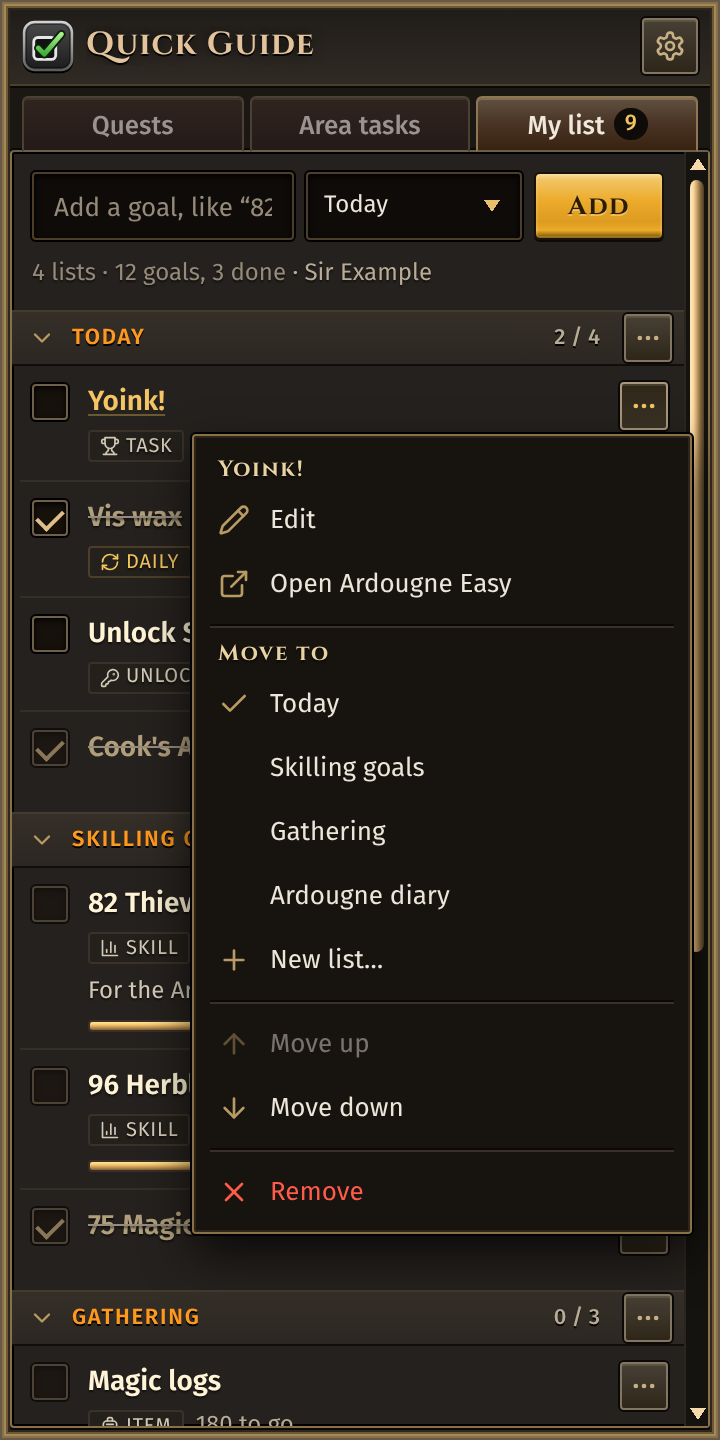 Quick Guide
Quests
Area tasks
My list 9
Add a goal, like “82
Today
Add
4 lists · 12 goals, 3 done · Sir Example
TODAY
2 / 4
Yoink!
TASK
Vis wax
DAILY
Unlock S
UNLOC
Cook's A
SKILLING G
82 Thiev
SKILL
For the Ar
96 Herbl
SKILL
75 Magic
Yoink!
Edit
Open Ardougne Easy
Move to
Today
Skilling goals
Gathering
Ardougne diary
New list...
Move up
Move down
Remove
GATHERING
0 / 3
Magic logs
ITEM
180 to go